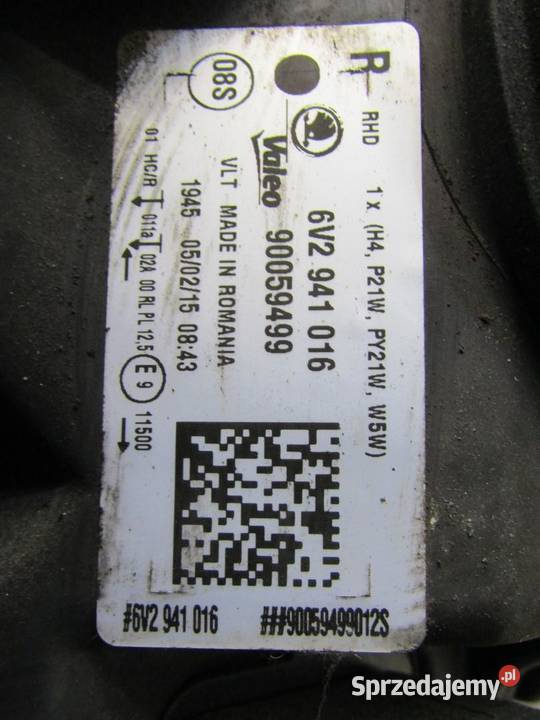 R RHD 1 x (H4, P21W, PY21W, W5W)
6V2 941 016
Valeo 90059499
08S VLT MADE IN ROMANIA
1945 05/02/15 08:43
01 HC/R 011a 02A 00 RL PL 12,5 E 9 11500
#6V2 941 016 ###90059499012S
Sprzedajemy.pl